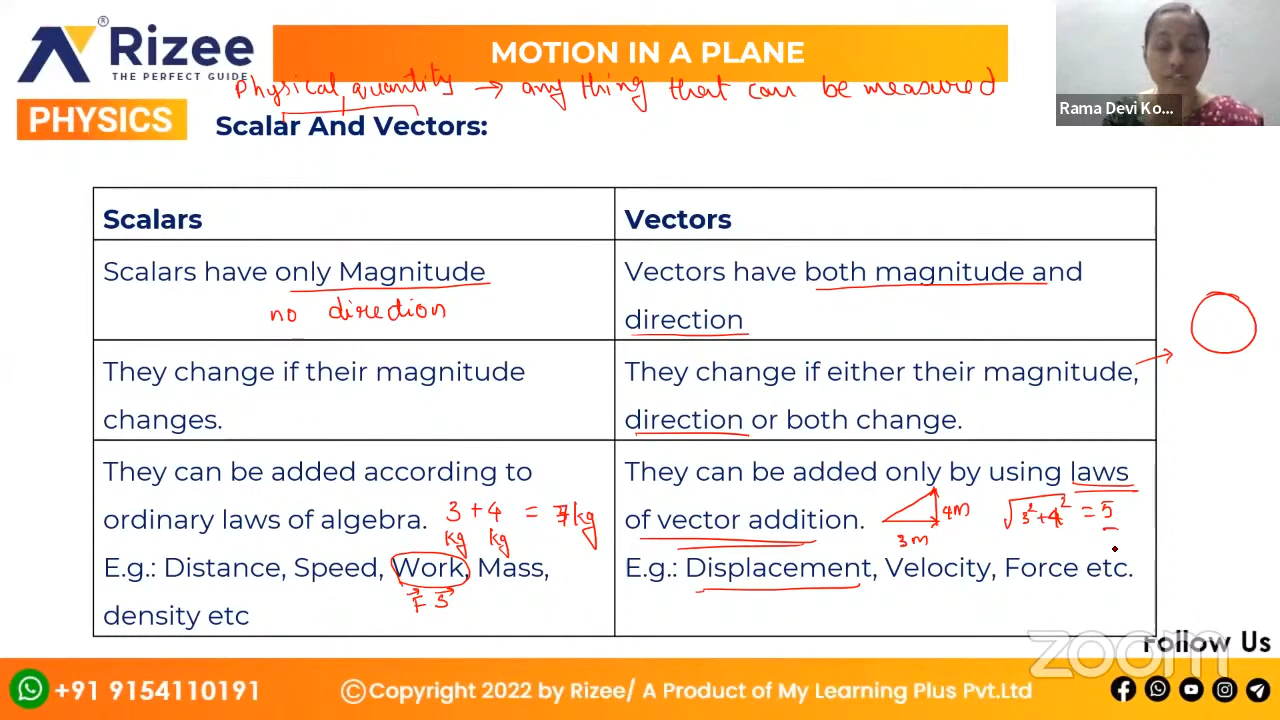 Rizee®
THE PERFECT GUIDE
MOTION IN A PLANE
Physical quantity → any thing that can be measured
Rama Devi Ko...
PHYSICS
Scalar And Vectors:
Scalars
Vectors
Scalars have only Magnitude
no direction
Vectors have both magnitude and
direction
They change if their magnitude
changes.
They change if either their magnitude,
direction or both change.
They can be added according to
ordinary laws of algebra.
3 + 4 = 7kg
kg kg
E.g.: Distance, Speed, Work, Mass,
F S
density etc
They can be added only by using laws
of vector addition.
4m
3m
√3²+4² = 5
E.g.: Displacement, Velocity, Force etc.
Follow Us
zoom
+91 9154110191
©Copyright 2022 by Rizee/ A Product of My Learning Plus Pvt.Ltd